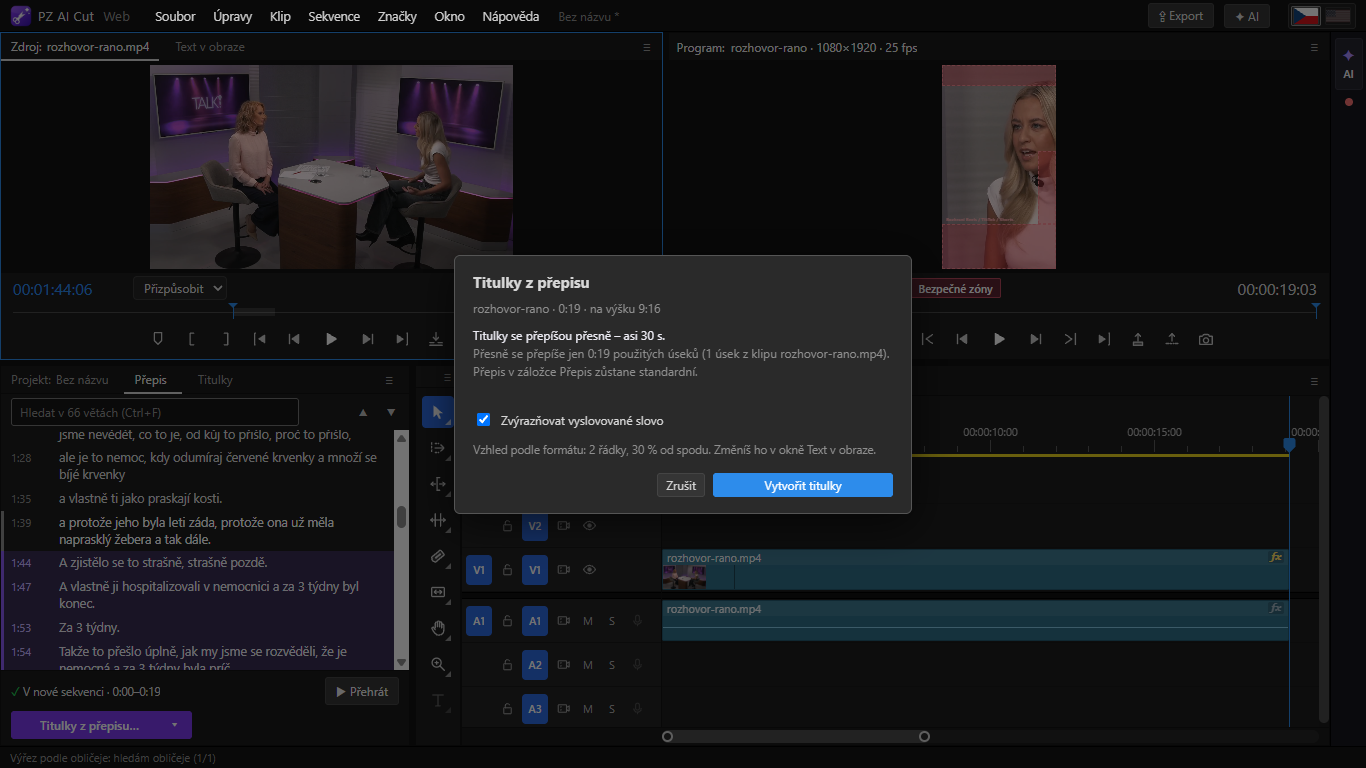 PZ AI Cut Web Soubor Úpravy Klip Sekvence Značky Okno Nápověda Bez názvu * Export AI
Zdroj: rozhovor-rano.mp4 Text v obraze
Program: rozhovor-rano · 1080×1920 · 25 fps
AI
TALK!
00:01:44:06 Přizpůsobit
Bezpečné zóny 00:00:19:03
Titulky z přepisu
rozhovor-rano · 0:19 · na výšku 9:16
Titulky se přepíšou přesně – asi 30 s.
Přesně se přepíše jen 0:19 použitých úseků (1 úsek z klipu rozhovor-rano.mp4).
Přepis v záložce Přepis zůstane standardní.
Zvýrazňovat vyslovované slovo
Vzhled podle formátu: 2 řádky, 30 % od spodu. Změníš ho v okně Text v obraze.
Zrušit Vytvořit titulky
Projekt: Bez názvu Přepis Titulky
Hledat v 66 větách (Ctrl+F)
jsme nevědět, co to je, od kůj to přišlo, proč to přišlo,
1:28 ale je to nemoc, kdy odumíraj červené krvenky a množí se
bíjé krvenky
1:35 a vlastně ti jako praskají kosti.
1:39 a protože jeho byla leti záda, protože ona už měla
naprasklý žebera a tak dále.
1:44 A zjistělo se to strašně, strašně pozdě.
1:47 A vlastně ji hospitalizovali v nemocnici a za 3 týdny byl
konec.
1:53 Za 3 týdny.
1:54 Takže to přešlo úplně, jak my jsme se rozvěděli, že je
nemocná a za 3 týdny byla príč
✓ V nové sekvenci · 0:00–0:19 Přehrát
Titulky z přepisu...
00:00:10:00 00:00:15:00 00:00:
V2
V1 V1 rozhovor-rano.mp4 fx
A1 A1 M S rozhovor-rano.mp4 fx
A2 M S
A3 M S
T
Výřez podle obličeje: hledám obličeje (1/1)